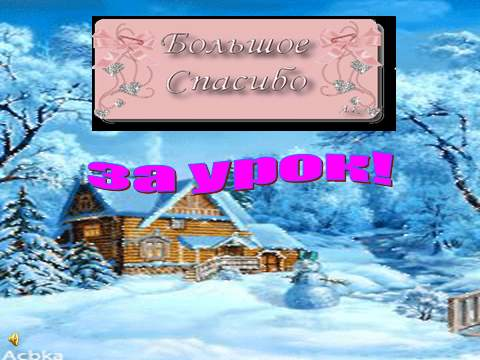 Большое
Спасибо
за урок!
Acbka